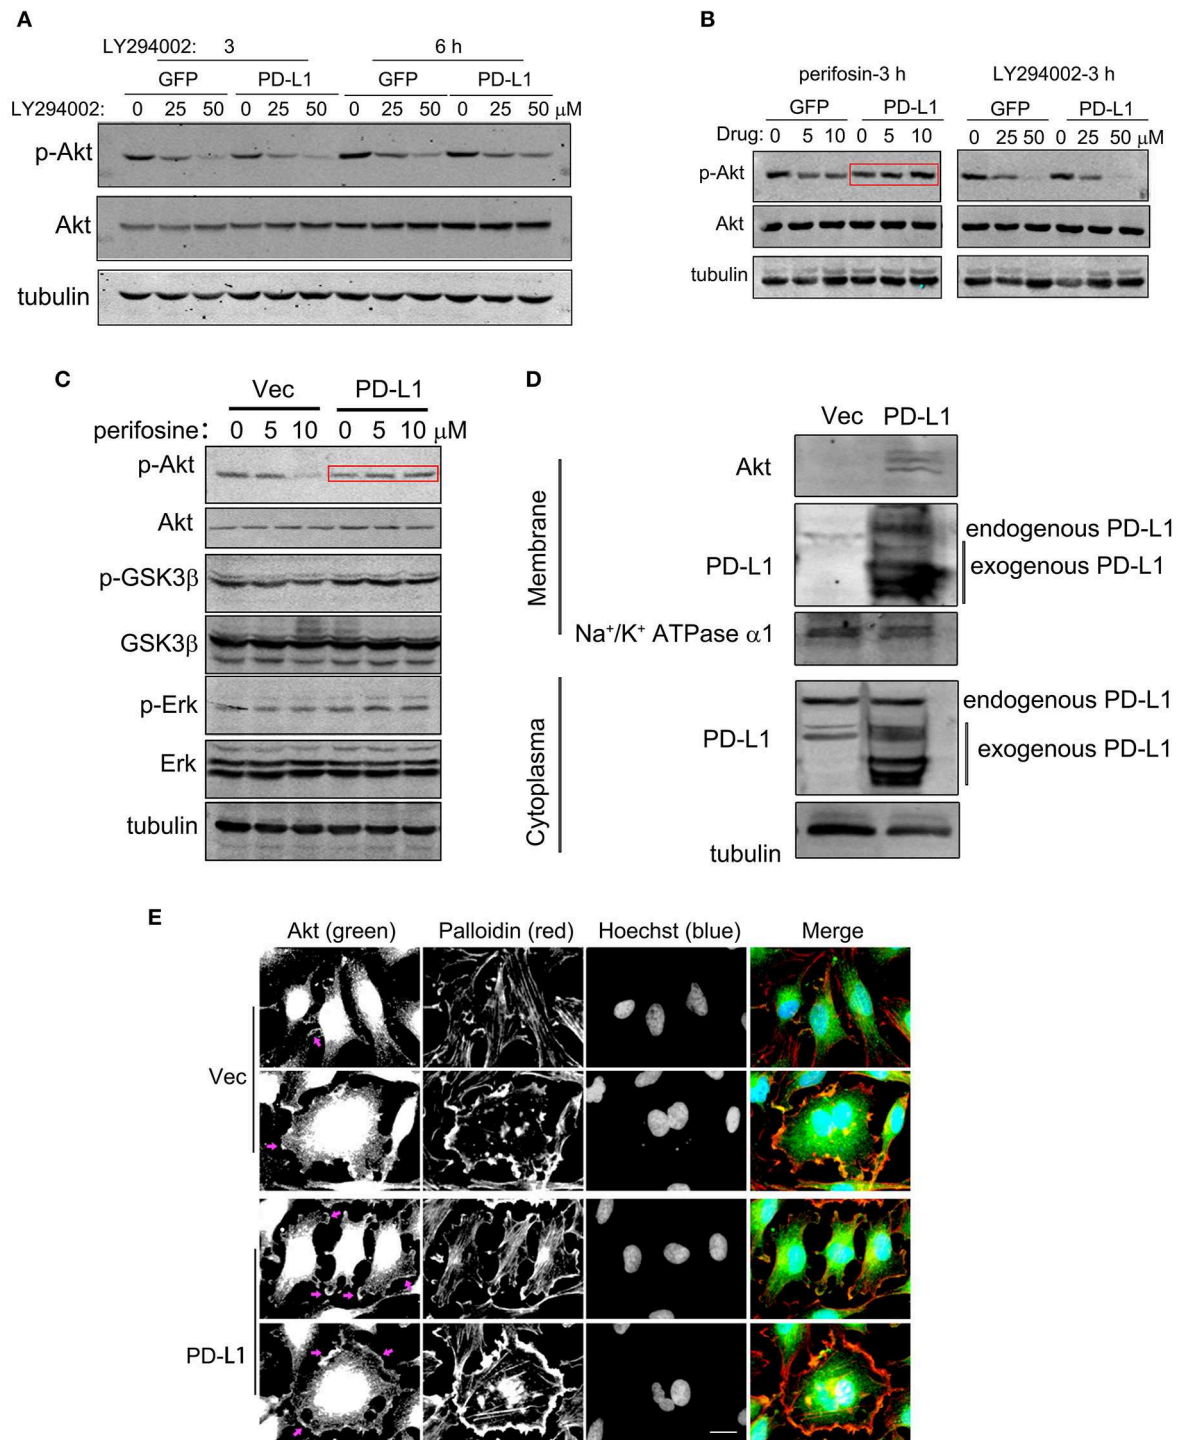 A
LY294002: 3 6 h
GFP PD-L1 GFP PD-L1
LY294002: 0 25 50 0 25 50 0 25 50 0 25 50 μM
p-Akt
Akt
tubulin
B
perifosin-3 h LY294002-3 h
GFP PD-L1 GFP PD-L1
Drug: 0 5 10 0 5 10 0 25 50 0 25 50 μM
p-Akt
Akt
tubulin
C
Vec PD-L1
perifosine: 0 5 10 0 5 10 μM
p-Akt
Akt
p-GSK3β
GSK3β
p-Erk
Erk
tubulin
D
Vec PD-L1
Membrane
Akt
PD-L1
endogenous PD-L1
exogenous PD-L1
Na+/K+ ATPase α1
Cytoplasma
PD-L1
endogenous PD-L1
exogenous PD-L1
tubulin
E
Akt (green) Palloidin (red) Hoechst (blue) Merge
Vec
PD-L1